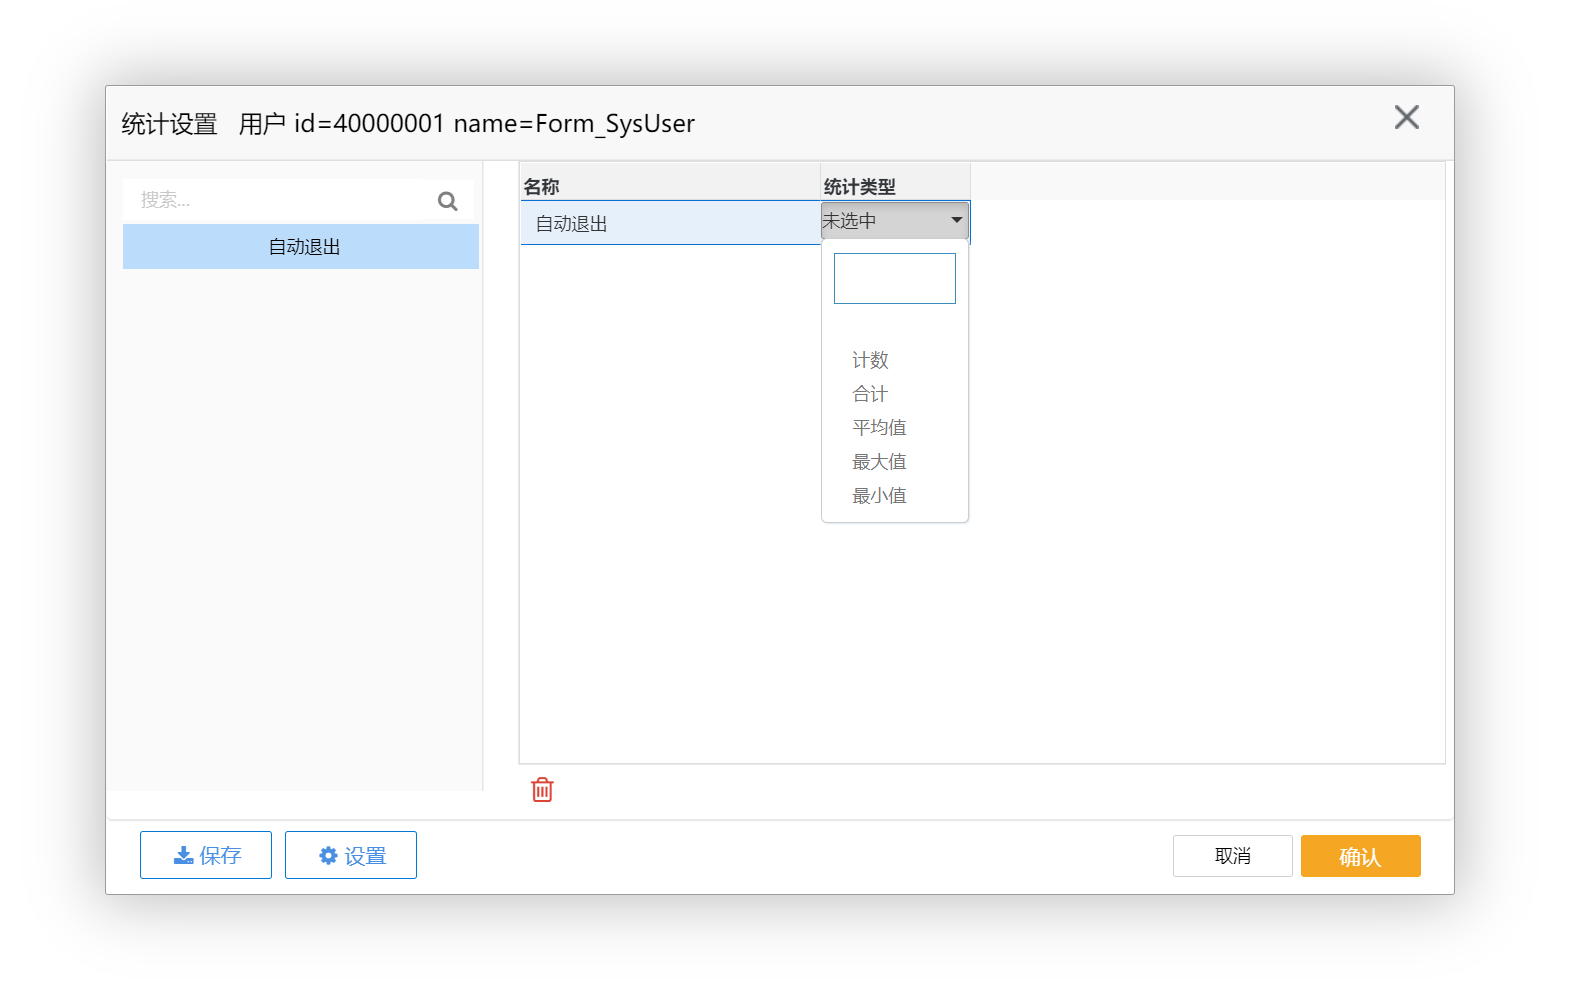 统计设置 用户 id=40000001 name=Form_SysUser
搜索...
自动退出
名称 统计类型
自动退出 未选中
计数
合计
平均值
最大值
最小值
保存 设置 取消 确认